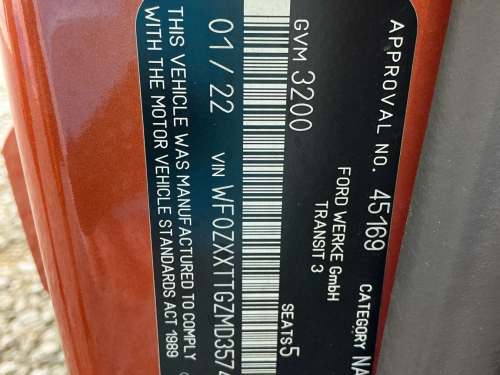 APPROVAL NO. 45169 CATEGORY NA
FORD WERKE GmbH
TRANSIT 3
GVM 3200 SEATS 5
01/22 VIN WF0ZXXTTGZMD3574
THIS VEHICLE WAS MANUFACTURED TO COMPLY
WITH THE MOTOR VEHICLE STANDARDS ACT 1989